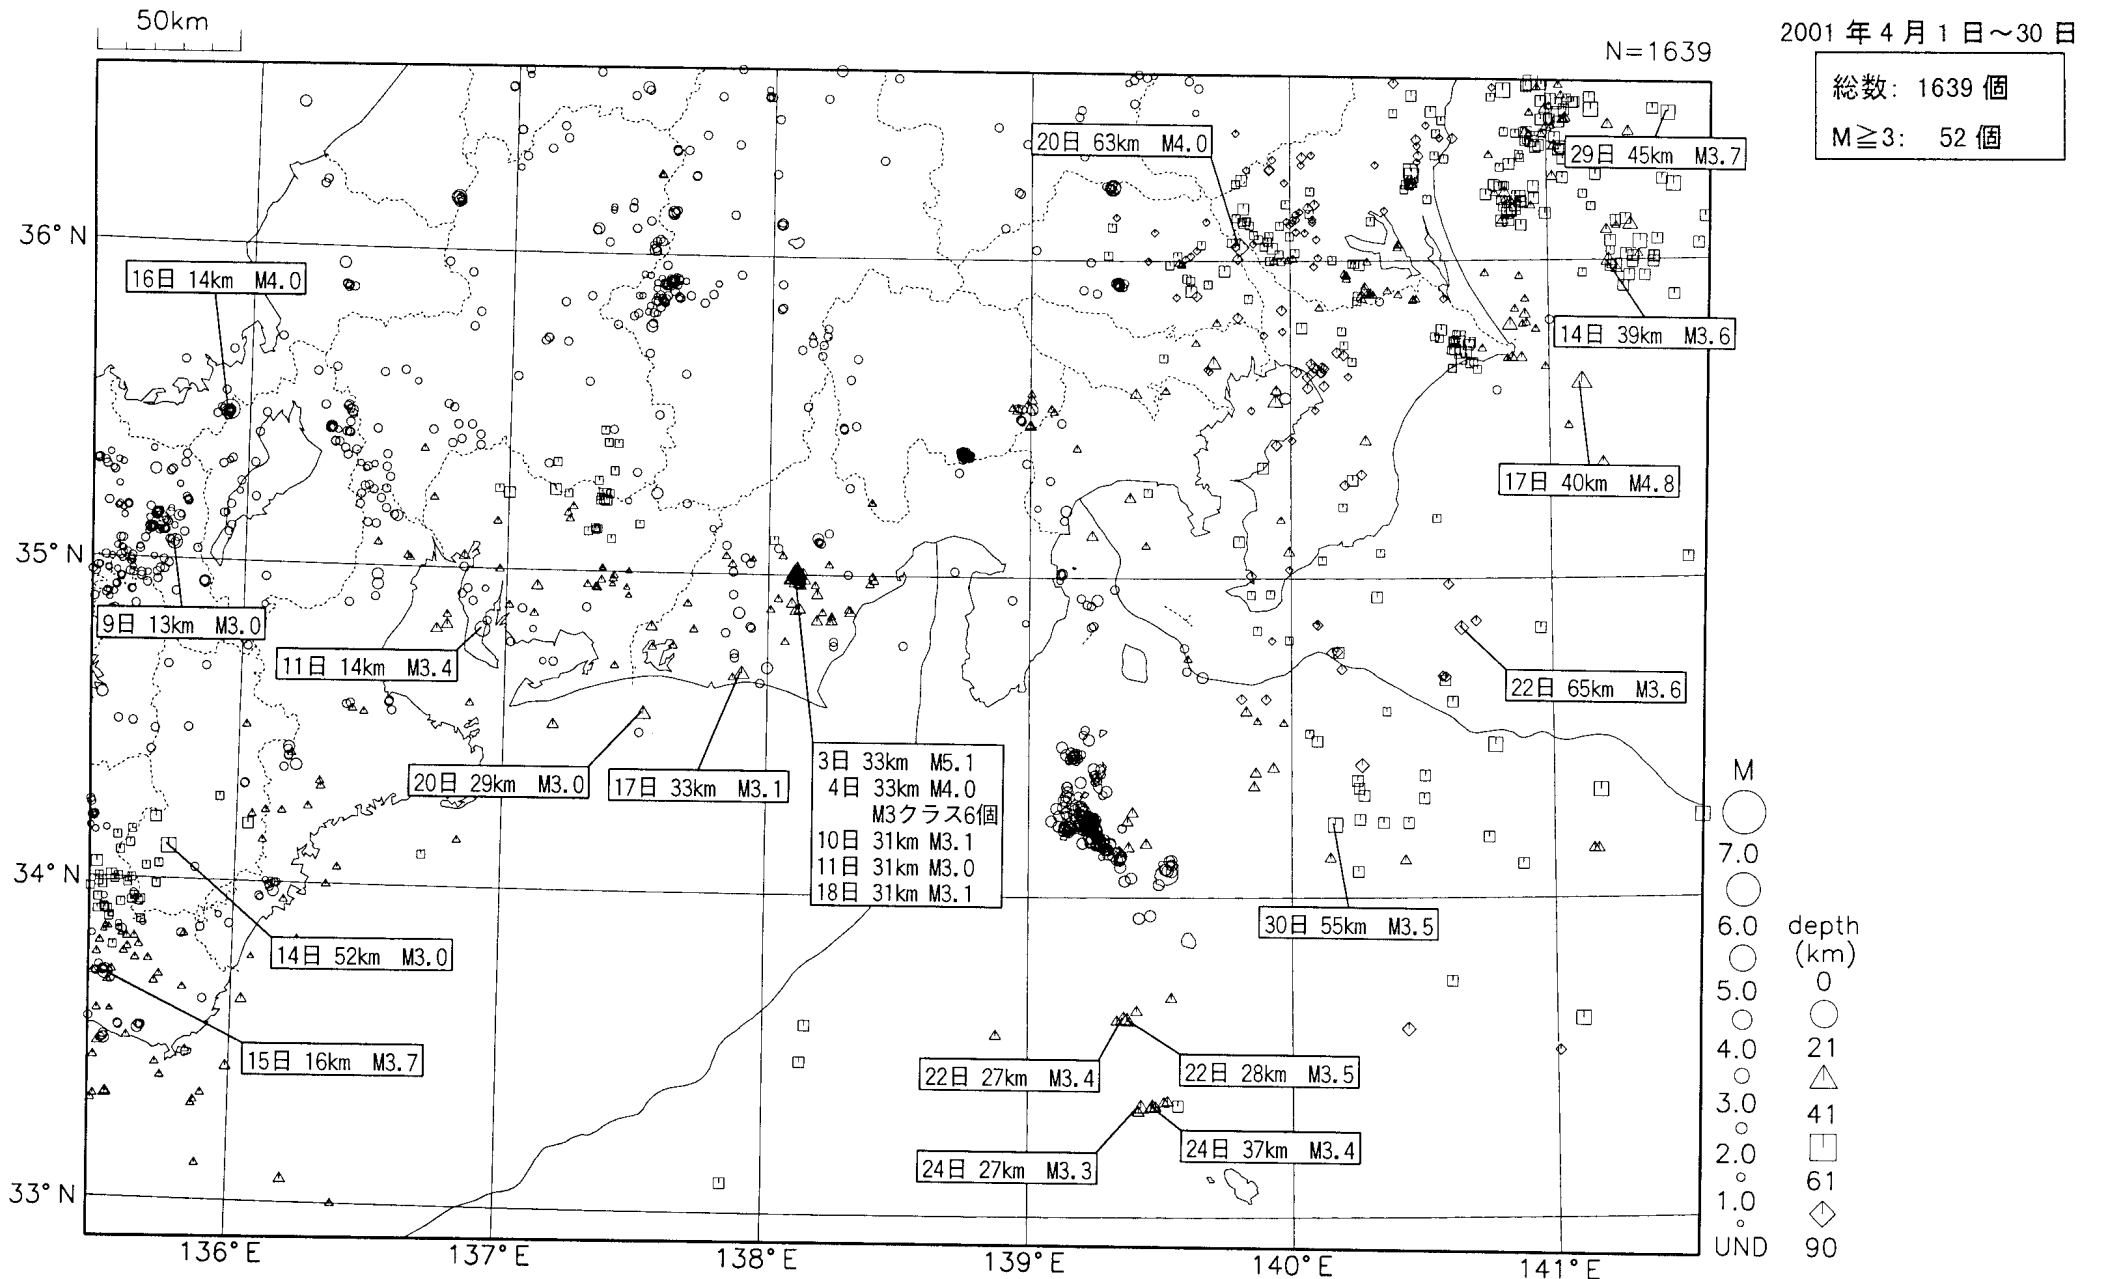 50km
2001 年 4 月 1 日～30 日
N=1639
総数: 1639 個
M≧3: 52 個
20日 63km M4.0
29日 45km M3.7
36°N
16日 14km M4.0
14日 39km M3.6
17日 40km M4.8
35°N
9日 13km M3.0
11日 14km M3.4
22日 65km M3.6
20日 29km M3.0
17日 33km M3.1
3日 33km M5.1
4日 33km M4.0
M3クラス6個
10日 31km M3.1
11日 31km M3.0
18日 31km M3.1
34°N
14日 52km M3.0
30日 55km M3.5
15日 16km M3.7
22日 27km M3.4
22日 28km M3.5
24日 37km M3.4
24日 27km M3.3
33°N
136°E
137°E
138°E
139°E
140°E
141°E
M
7.0
6.0
5.0
4.0
3.0
2.0
1.0
UND
depth
(km)
0
21
41
61
90